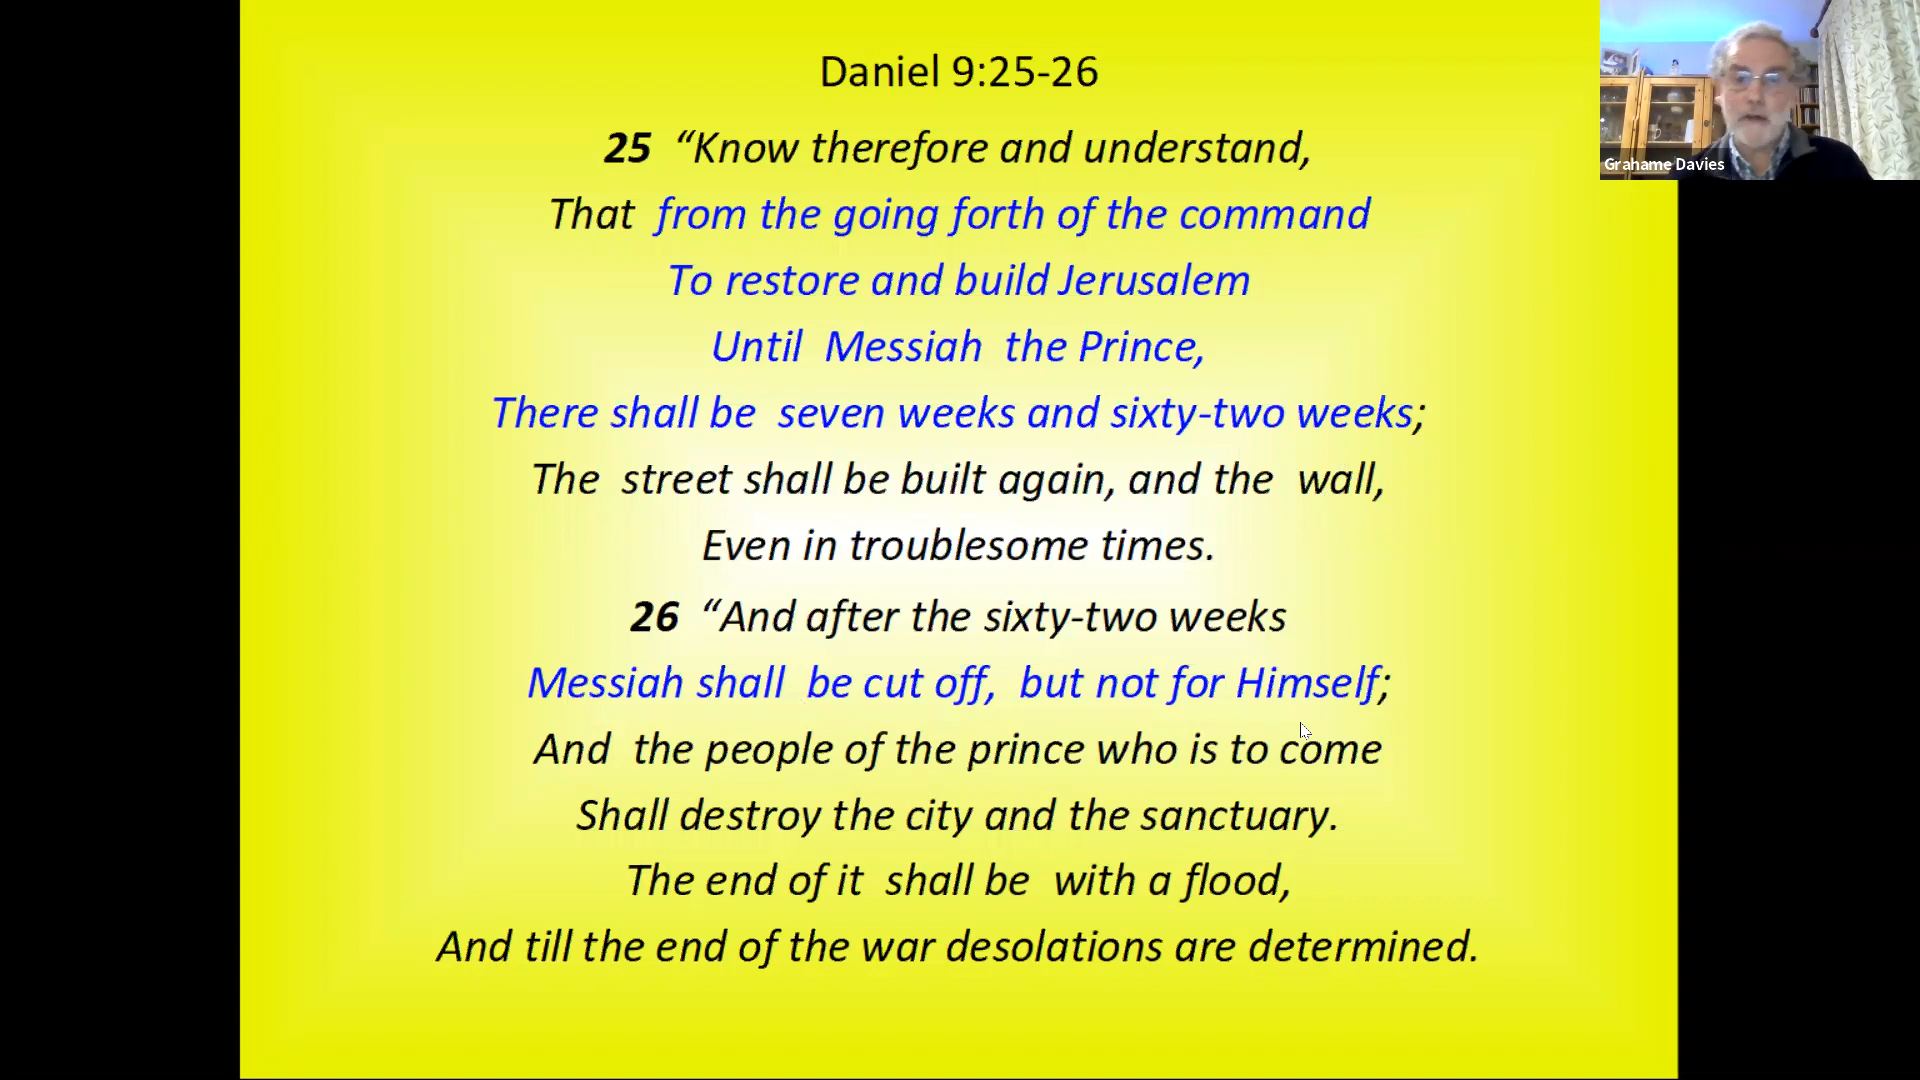 Daniel 9:25-26
25 “Know therefore and understand,
That from the going forth of the command
To restore and build Jerusalem
Until Messiah the Prince,
There shall be seven weeks and sixty-two weeks;
The street shall be built again, and the wall,
Even in troublesome times.
26 “And after the sixty-two weeks
Messiah shall be cut off, but not for Himself;
And the people of the prince who is to come
Shall destroy the city and the sanctuary.
The end of it shall be with a flood,
And till the end of the war desolations are determined.
Grahame Davies